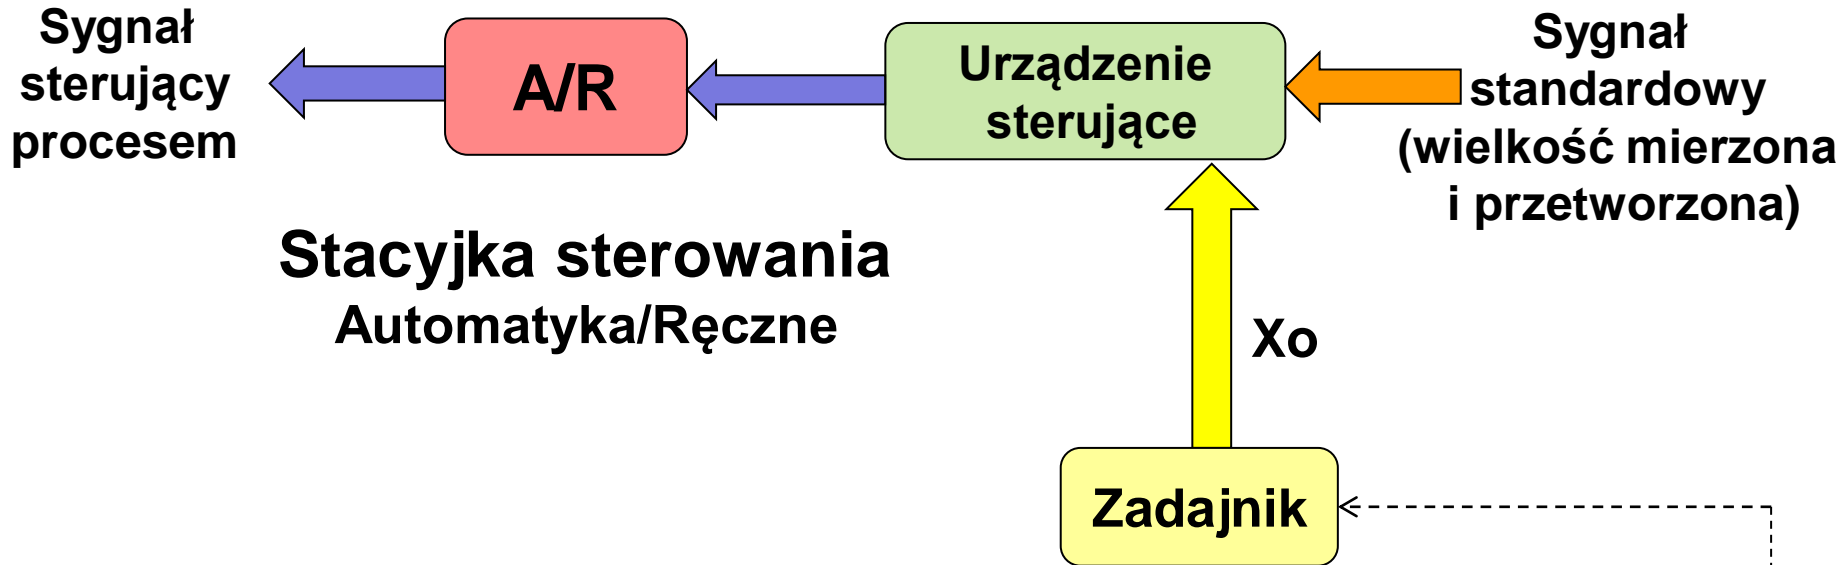 Sygnał
sterujący
procesem
A/R
Urządzenie
sterujące
Sygnał
standardowy
(wielkość mierzona
i przetworzona)
Stacyjka sterowania
Automatyka/Ręczne
Xo
Zadajnik